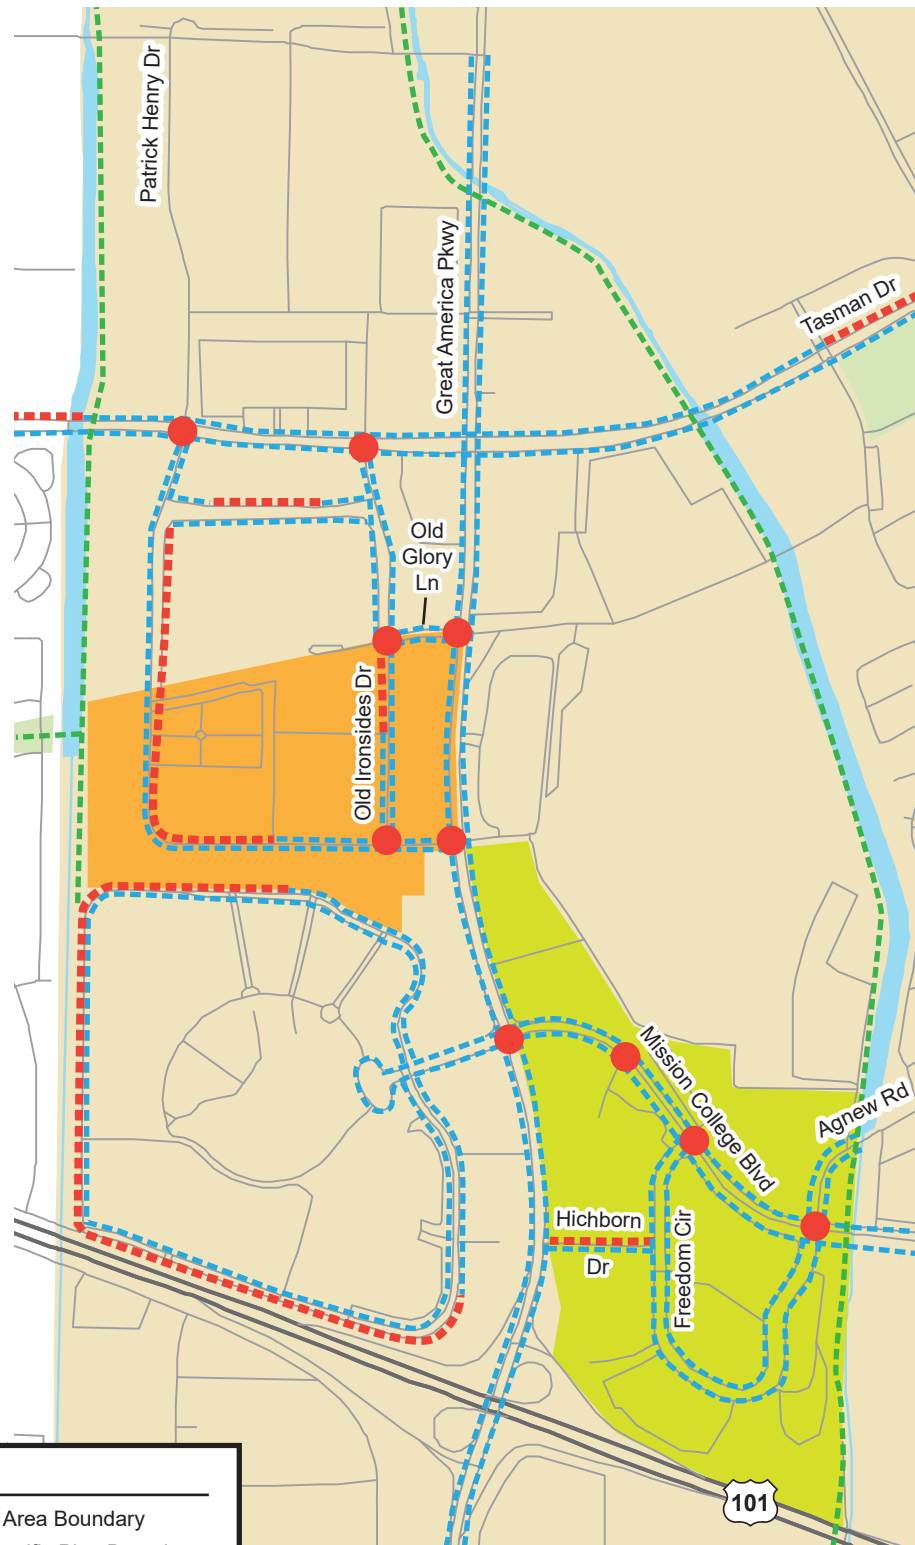 Patrick Henry Dr
Great America Pkwy
Tasman Dr
Old
Glory
Ln
Old Ironsides Dr
Mission College Blvd
Agnew Rd
Hichborn
Dr
Freedom Cir
101
Area Boundary